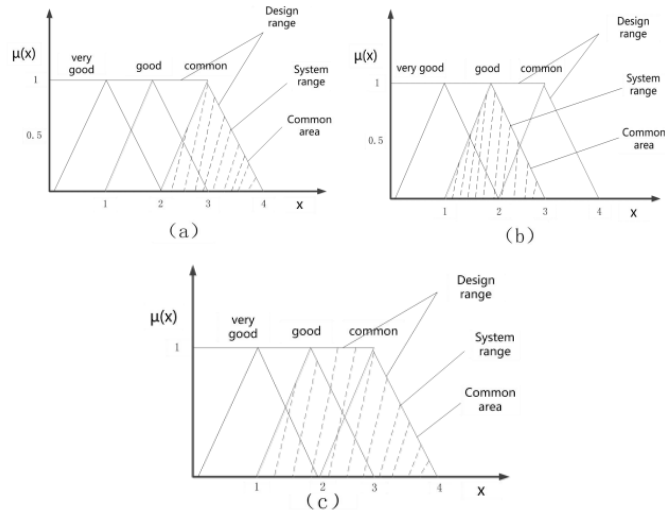 μ(x)
very
good
good
common
Design
range
System
range
Common
area
1
0.5
1
2
3
4
x
(a)
μ(x)
very good
good
common
Design
range
System
range
Common
area
1
0.5
1
2
3
4
x
(b)
μ(x)
very
good
good
common
Design
range
System
range
Common
area
1
1
2
3
4
x
(c)